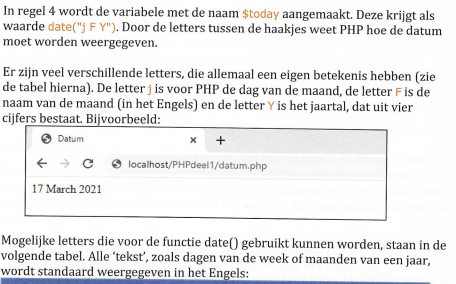 In regel 4 wordt de variabele met de naam $today aangemaakt. Deze krijgt als
waarde date("j F Y"). Door de letters tussen de haakjes weet PHP hoe de datum
moet worden weergegeven.
Er zijn veel verschillende letters, die allemaal een eigen betekenis hebben (zie
de tabel hierna). De letter j is voor PHP de dag van de maand, de letter F is de
naam van de maand (in het Engels) en de letter Y is het jaartal, dat uit vier
cijfers bestaat. Bijvoorbeeld:
Datum
localhost/PHPdeel1/datum.php
17 March 2021
Mogelijke letters die voor de functie date() gebruikt kunnen worden, staan in de
volgende tabel. Alle 'tekst', zoals dagen van de week of maanden van een jaar,
wordt standaard weergegeven in het Engels: